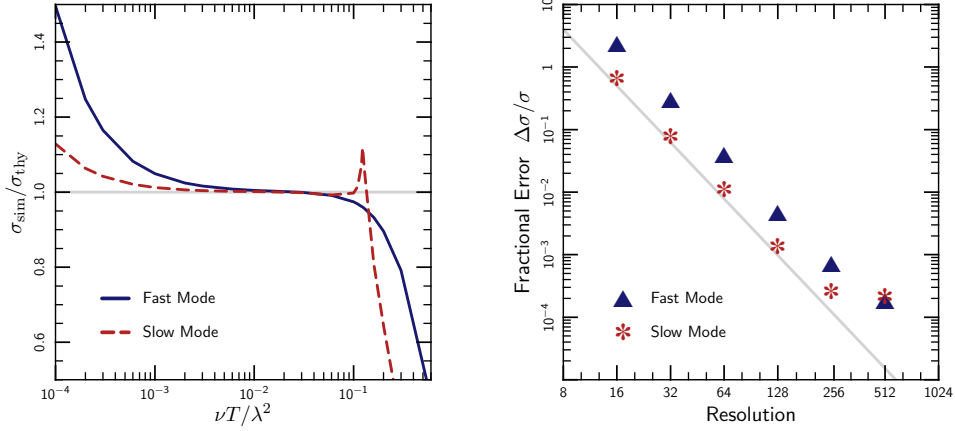 σsim/σthy
1.4
1.2
1.0
0.8
0.6
Fast Mode
Slow Mode
10⁻⁴
10⁻³
10⁻²
10⁻¹
νT/λ²
Fractional Error Δσ/σ
10
1
10⁻¹
10⁻²
10⁻³
10⁻⁴
Fast Mode
Slow Mode
8
16
32
64
128
256
512
1024
Resolution